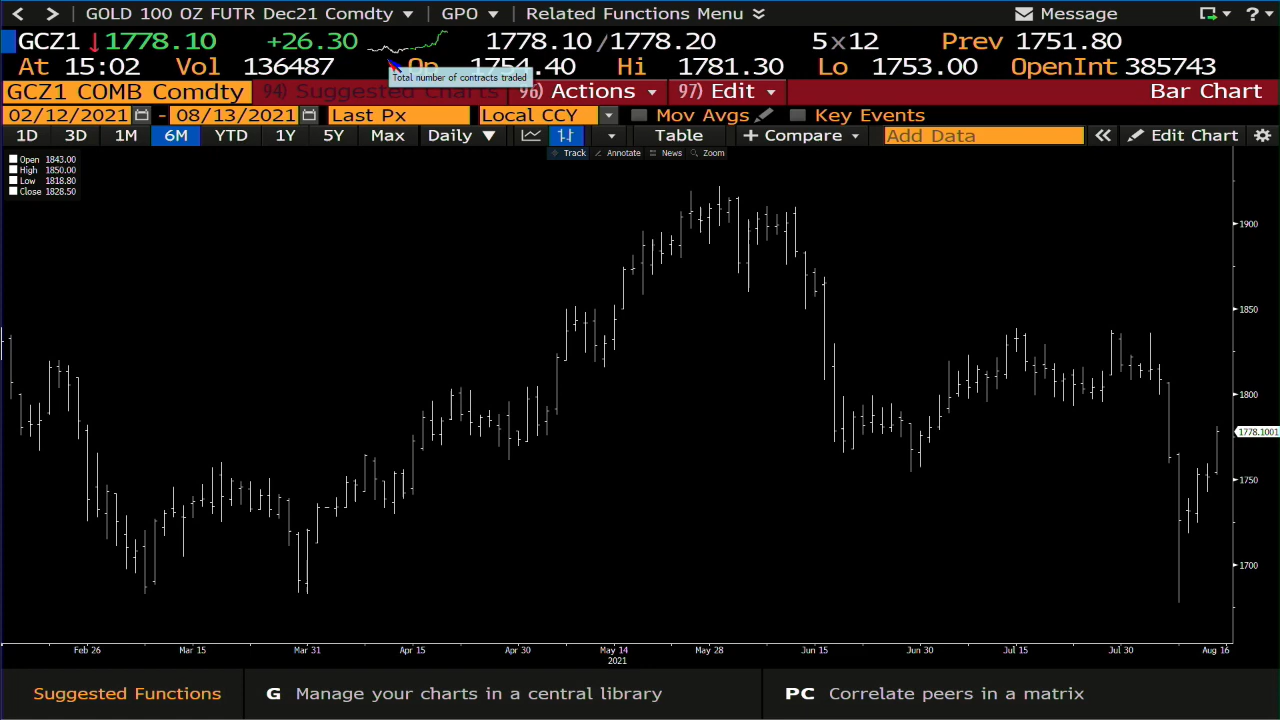 < > GOLD 100 OZ FUTR Dec21 Comdty GPO Related Functions Menu Message ?
GCZ1 ↓1778.10 +26.30 1778.10/1778.20 5x12 Prev 1751.80
At 15:02 Vol 136487 Op 1754.40 Hi 1781.30 Lo 1753.00 OpenInt 385743
Total number of contracts traded
GCZ1 COMB Comdty 94) Suggested Charts 96) Actions 97) Edit Bar Chart
02/12/2021 - 08/13/2021 Last Px Local CCY Mov Avgs Key Events
1D 3D 1M 6M YTD 1Y 5Y Max Daily Table + Compare Add Data Edit Chart
Track Annotate News Zoom
Open 1843.00
High 1850.00
Low 1818.80
Close 1828.50
1900
1850
1800
1778.1001
1750
1700
Feb 26 Mar 15 Mar 31 Apr 15 Apr 30 May 14 May 28 Jun 15 Jun 30 Jul 15 Jul 30 Aug 16
2021
Suggested Functions G Manage your charts in a central library PC Correlate peers in a matrix